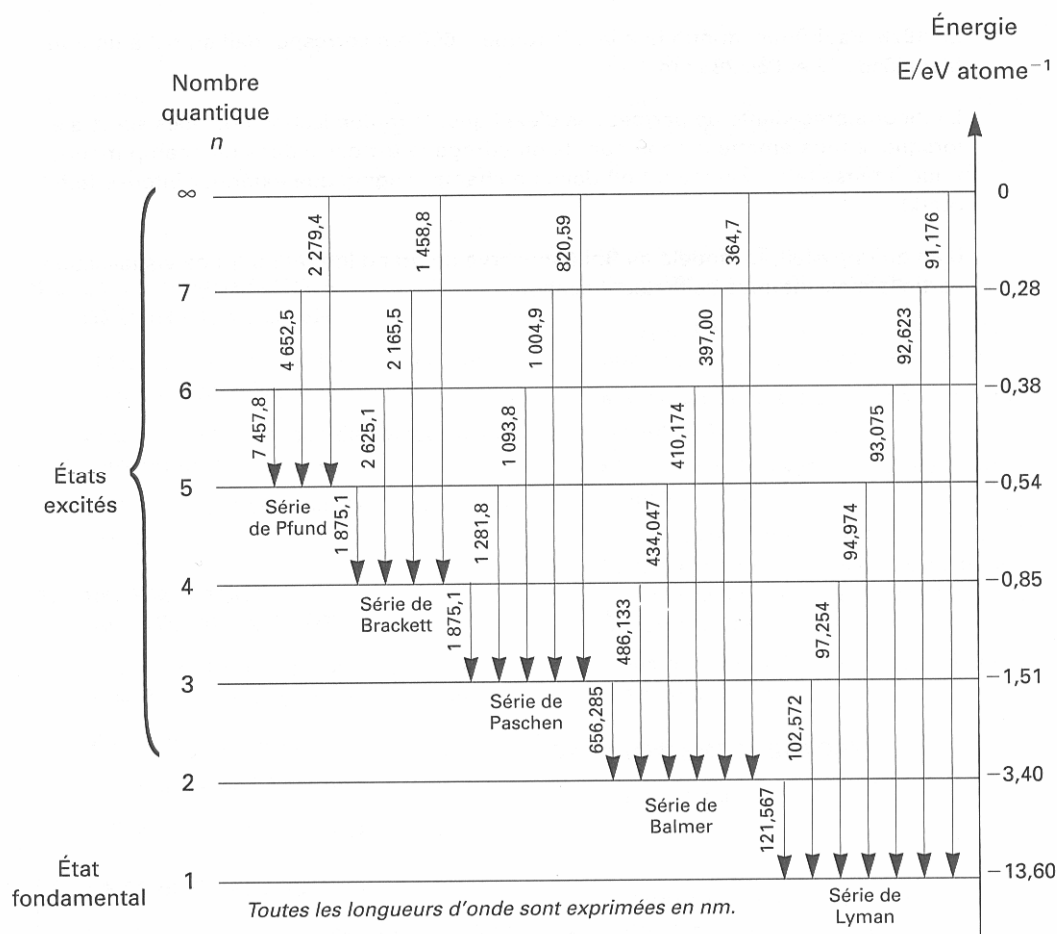 Énergie
E/eV atome⁻¹
Nombre
quantique
n
∞
0
2 279,4
1 458,8
820,59
364,7
91,176
7
−0,28
4 652,5
2 165,5
1 004,9
397,00
92,623
6
−0,38
7 457,8
2 625,1
1 093,8
410,174
93,075
États
excités
5
−0,54
Série
de Pfund
1 875,1
1 281,8
434,047
94,974
4
−0,85
Série de
Brackett
1 875,1
486,133
97,254
3
−1,51
Série de
Paschen
656,285
102,572
2
−3,40
Série de
Balmer
121,567
État
fondamental
1
−13,60
Série de
Lyman
Toutes les longueurs d'onde sont exprimées en nm.